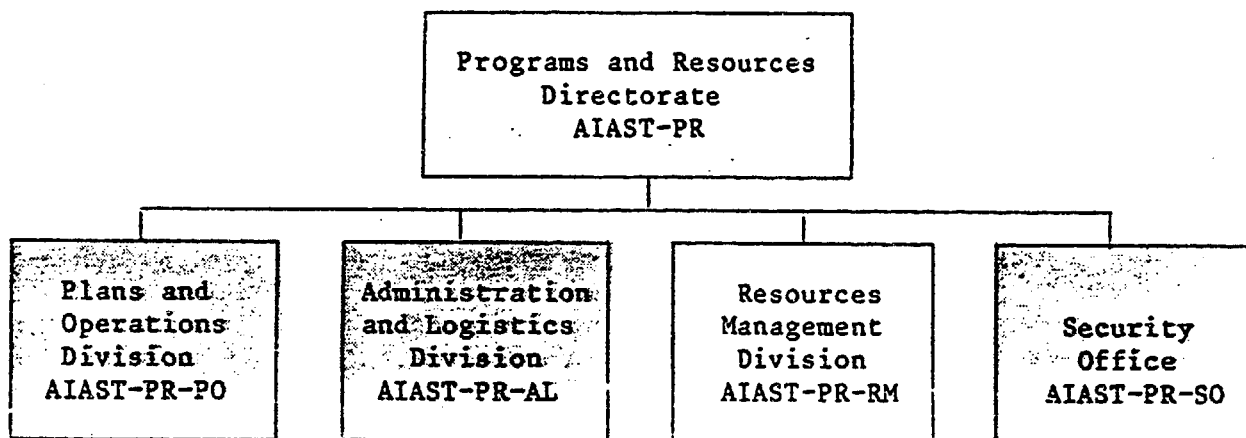 Programs and Resources
Directorate
AIAST-PR
Plans and
Operations
Division
AIAST-PR-PO
Administration
and Logistics
Division
AIAST-PR-AL
Resources
Management
Division
AIAST-PR-RM
Security
Office
AIAST-PR-SO